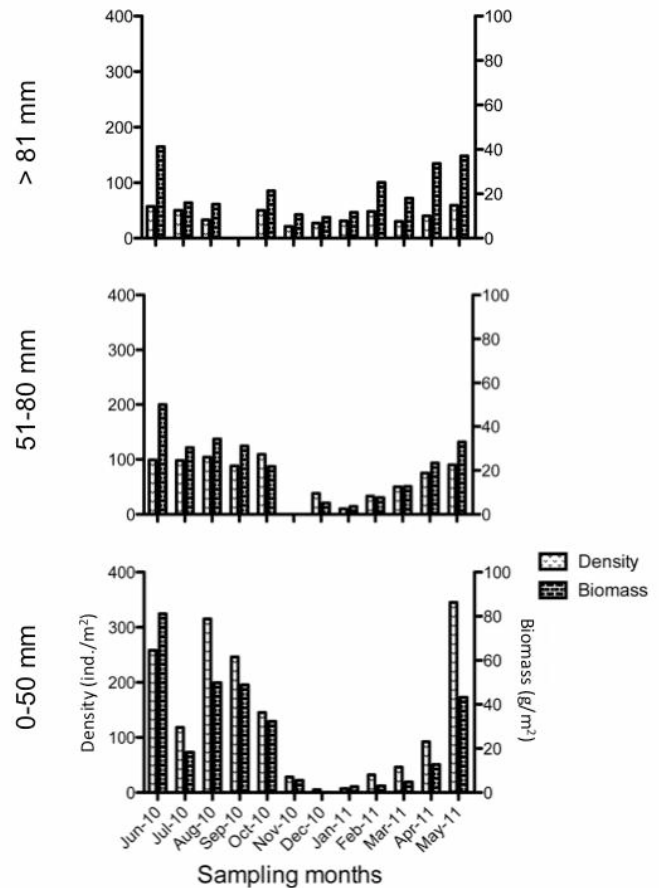 > 81 mm
400
300
200
100
0
100
80
60
40
20
0
51-80 mm
400
300
200
100
0
100
80
60
40
20
0
Density
Biomass
0-50 mm
Density (ind./m²)
400
300
200
100
0
100
80
60
40
20
0
Biomass (g/m²)
Jun-10
Jul-10
Aug-10
Sep-10
Oct-10
Nov-10
Dec-10
Jan-11
Feb-11
Mar-11
Apr-11
May-11
Sampling months